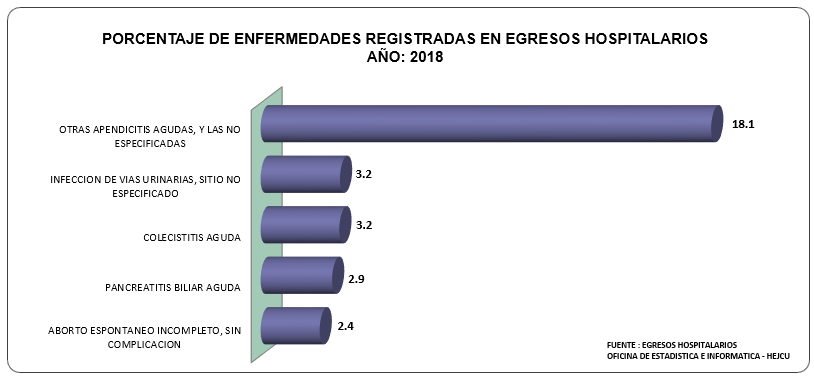 PORCENTAJE DE ENFERMEDADES REGISTRADAS EN EGRESOS HOSPITALARIOS
AÑO: 2018
OTRAS APENDICITIS AGUDAS, Y LAS NO
ESPECIFICADAS
18.1
INFECCION DE VIAS URINARIAS, SITIO NO
ESPECIFICADO
3.2
COLECISTITIS AGUDA
3.2
PANCREATITIS BILIAR AGUDA
2.9
ABORTO ESPONTANEO INCOMPLETO, SIN
COMPLICACION
2.4
FUENTE : EGRESOS HOSPITALARIOS
OFICINA DE ESTADISTICA E INFORMATICA - HEJCU